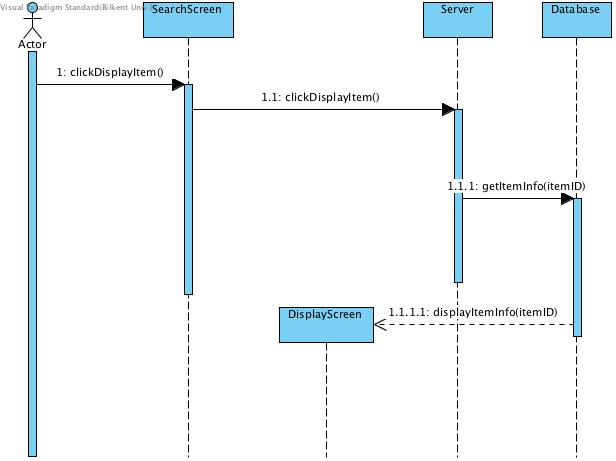 Visual Paradigm Standard(Bilkent Univ.)
SearchScreen
Server
Database
Actor
1: clickDisplayItem()
1.1: clickDisplayItem()
1.1.1: getItemInfo(itemID)
DisplayScreen
1.1.1.1: displayItemInfo(itemID)